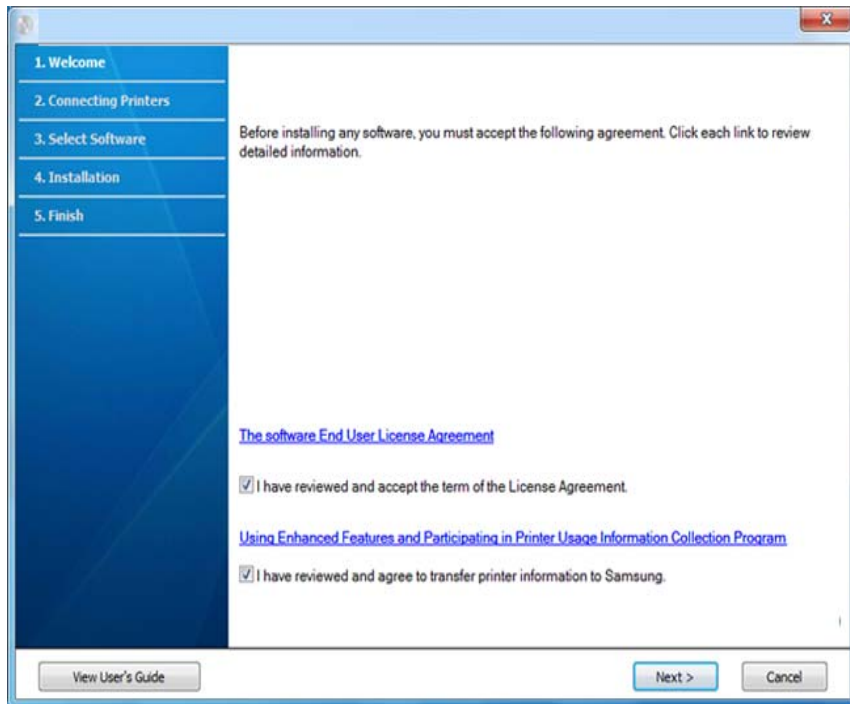 1. Welcome
2. Connecting Printers
3. Select Software
4. Installation
5. Finish
Before installing any software, you must accept the following agreement. Click each link to review
detailed information.
The software End User License Agreement
I have reviewed and accept the term of the License Agreement.
Using Enhanced Features and Participating in Printer Usage Information Collection Program
I have reviewed and agree to transfer printer information to Samsung.
View User's Guide
Next >
Cancel